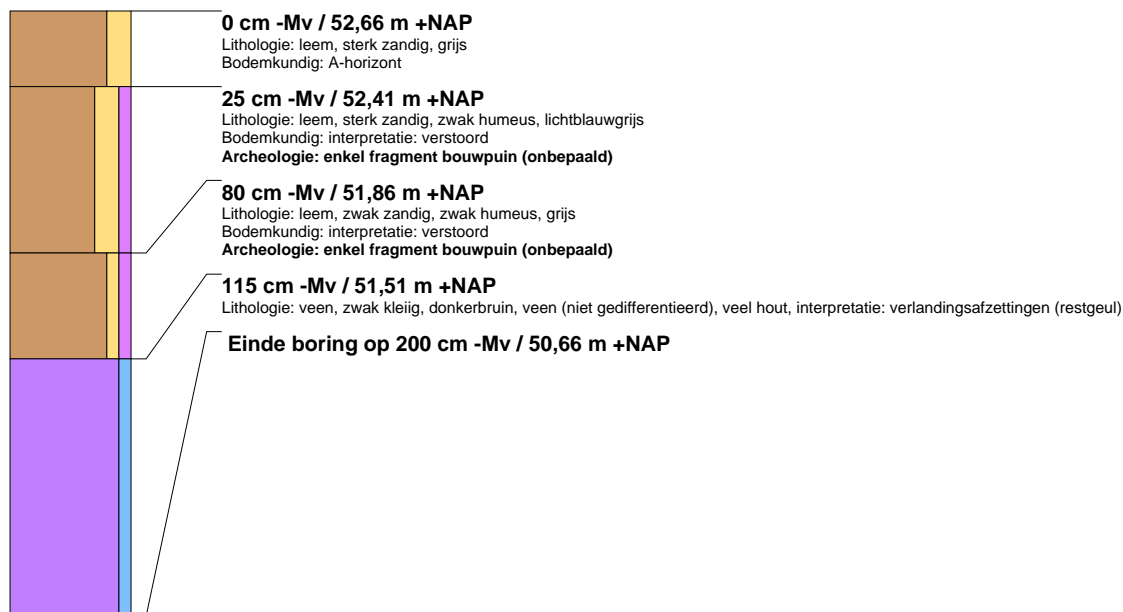 0 cm -Mv / 52,66 m +NAP
Lithologie: leem, sterk zandig, grijs
Bodemkundig: A-horizont
25 cm -Mv / 52,41 m +NAP
Lithologie: leem, sterk zandig, zwak humeus, lichtblauwgrijs
Bodemkundig: interpretatie: verstoord
Archeologie: enkel fragment bouwpuin (onbepaald)
80 cm -Mv / 51,86 m +NAP
Lithologie: leem, zwak zandig, zwak humeus, grijs
Bodemkundig: interpretatie: verstoord
Archeologie: enkel fragment bouwpuin (onbepaald)
115 cm -Mv / 51,51 m +NAP
Lithologie: veen, zwak kleiig, donkerbruin, veen (niet gedifferentieerd), veel hout, interpretatie: verlandingsafzettingen (restgeul)
Einde boring op 200 cm -Mv / 50,66 m +NAP